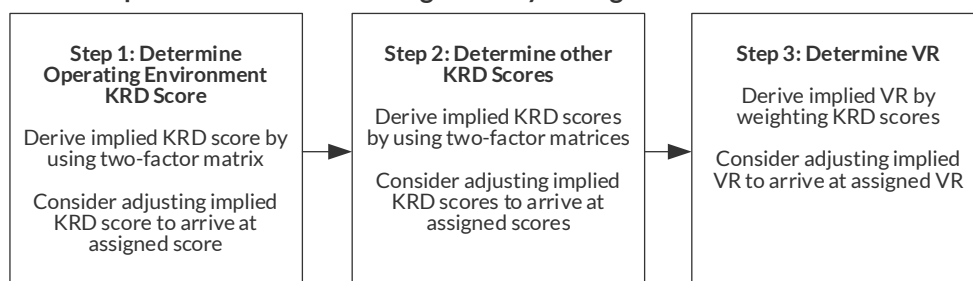 Step 1: Determine
Operating Environment
KRD Score
Derive implied KRD score by
using two-factor matrix
Consider adjusting implied
KRD score to arrive at
assigned score
Step 2: Determine other
KRD Scores
Derive implied KRD scores
by using two-factor matrices
Consider adjusting implied
KRD scores to arrive at
assigned scores
Step 3: Determine VR
Derive implied VR by
weighting KRD scores
Consider adjusting implied
VR to arrive at assigned VR